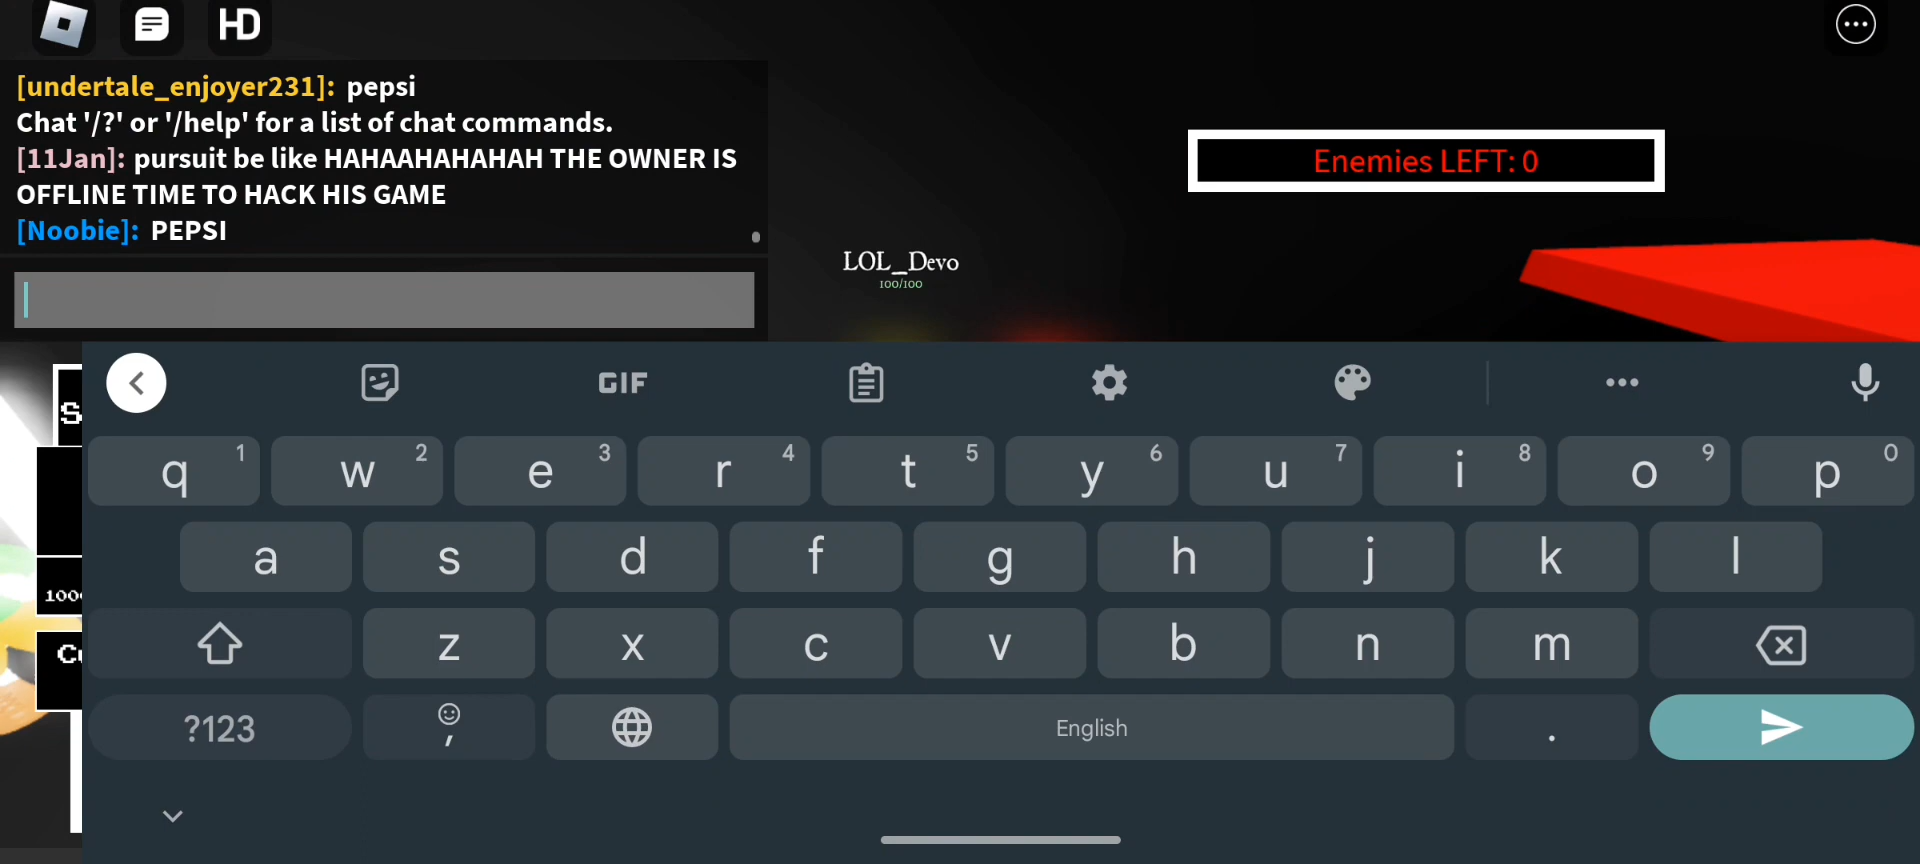 HD
[undertale_enjoyer231]: pepsi
Chat '/?' or '/help' for a list of chat commands.
[11Jan]: pursuit be like HAHAAHAHAHAH THE OWNER IS
OFFLINE TIME TO HACK HIS GAME
[Noobie]: PEPSI
Enemies LEFT: 0
LOL_Devo
100/100
S
100
C
GIF
q 1 w 2 e 3 r 4 t 5 y 6 u 7 i 8 o 9 p 0
a s d f g h j k l
z x c v b n m
?123 , English .